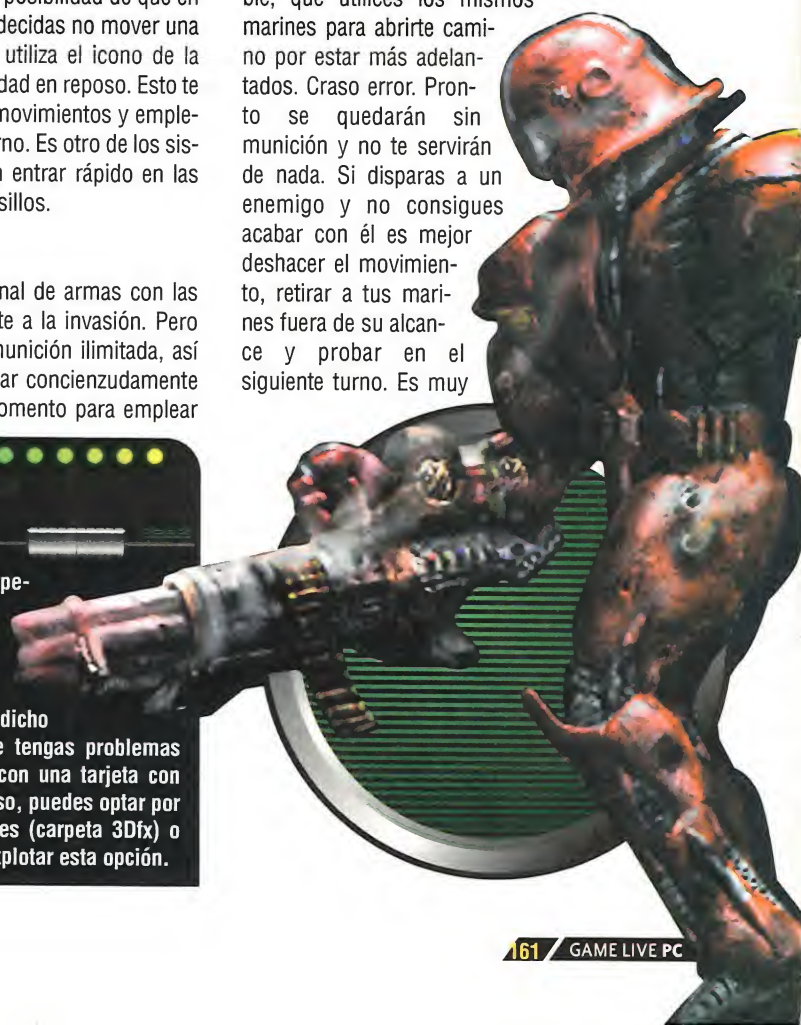 posibilidad de que en
decidas no mover una
utiliza el icono de la
dad en reposo. Esto te
movimientos y emple-
rno. Es otro de los sis-
n entrar rápido en las
sillos.
nal de armas con las
te a la invasión. Pero
munición ilimitada, así
ar concienzudamente
omento para emplear
ble, que utilices los mismos
marines para abrirte cami-
no por estar más adelan-
tados. Craso error. Pron-
to se quedarán sin
munición y no te servirán
de nada. Si disparas a un
enemigo y no consigues
acabar con él es mejor
deshacer el movimien-
to, retirar a tus mari-
nes fuera de su alcan-
ce y probar en el
siguiente turno. Es muy
pe-
dicho
e tengas problemas
con una tarjeta con
so, puedes optar por
es (carpeta 3Dfx) o
xplotar esta opción.
161 / GAME LIVE PC